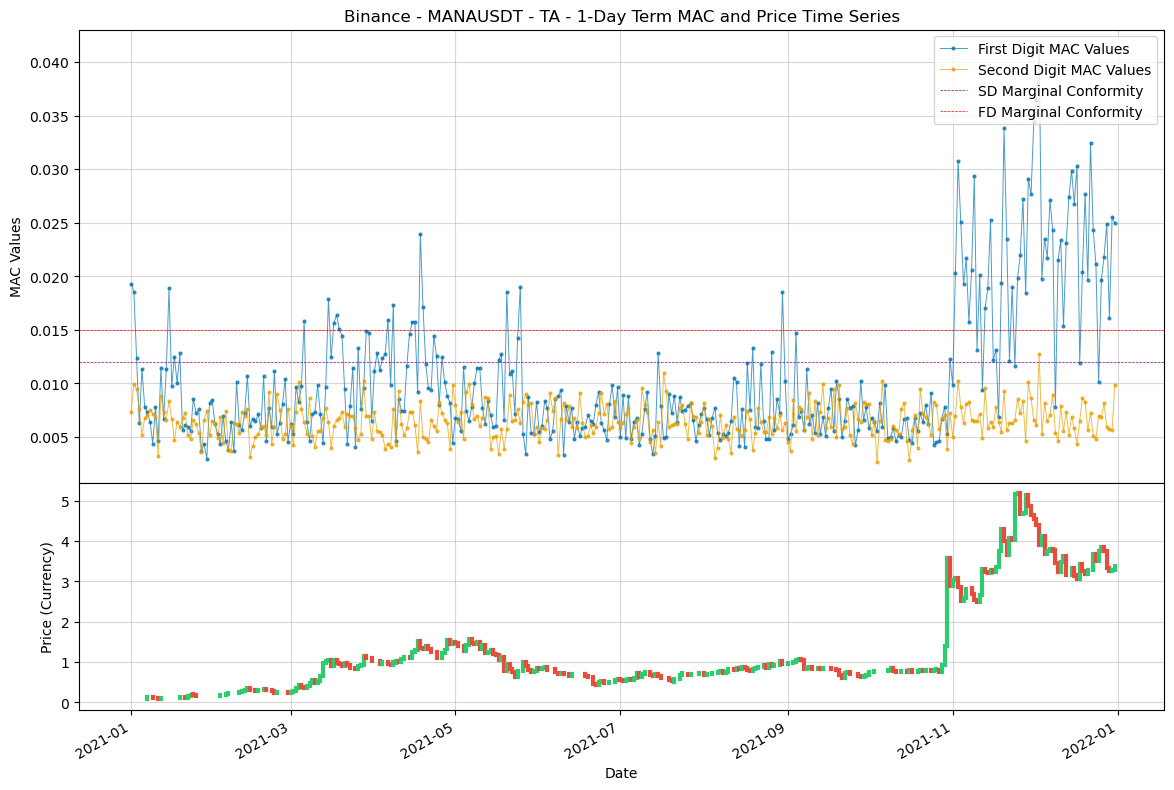 Binance - MANAUSDT - TA - 1-Day Term MAC and Price Time Series
First Digit MAC Values
Second Digit MAC Values
SD Marginal Conformity
FD Marginal Conformity
MAC Values
0.040
0.035
0.030
0.025
0.020
0.015
0.010
0.005
Price (Currency)
5
4
3
2
1
0
2021-01
2021-03
2021-05
2021-07
2021-09
2021-11
2022-01
Date